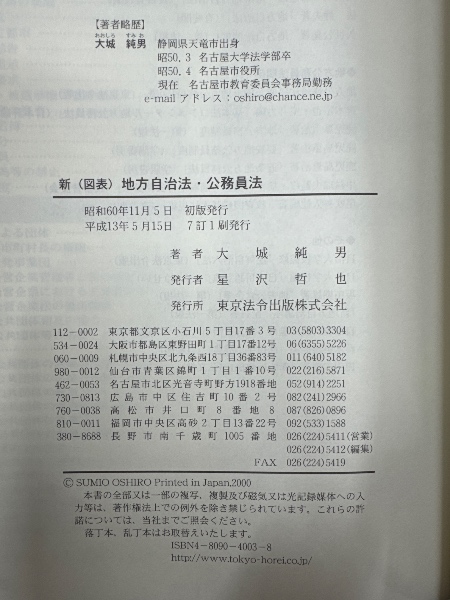 【著者略歴】
おおしろ すみ お
大城 純男 静岡県天竜市出身
昭50.3 名古屋大学法学部卒
昭50.4 名古屋市役所
現在 名古屋市教育委員会事務局勤務
e-mail アドレス：oshiro@chance.ne.jp
新〈図表〉地方自治法・公務員法
昭和60年11月5日 初版発行
平成13年5月15日 7訂1刷発行
著者 大城純男
発行者 星沢哲也
発行所 東京法令出版株式会社
112－0002 東京都文京区小石川5丁目17番3号 03(5803)3304
534－0024 大阪市都島区東野田町1丁目17番12号 06(6355)5226
060－0009 札幌市中央区北九条西18丁目36番83号 011(640)5182
980－0012 仙台市青葉区錦町1丁目1番10号 022(216)5871
462－0053 名古屋市北区光音寺町野方1918番地 052(914)2251
730－0813 広島市中区住吉町10番2号 082(241)2966
760－0038 高松市井口町8番地8 087(826)0896
810－0011 福岡市中央区高砂2丁目13番22号 092(533)1588
380－8688 長野市南千歳町1005番地 026(224)5411(営業)
026(224)5412(編集)
FAX 026(224)5419
Ⓒ SUMIO OSHIRO Printed in Japan,2000
本書の全部又は一部の複写、複製及び磁気又は光記録媒体への入
力等は、著作権法上での例外を除き禁じられています。これらの許
諾については、当社までご照会ください。
落丁本、乱丁本はお取替えいたします。
ISBN4－8090－4003－8
http://www.tokyo-horei.co.jp/